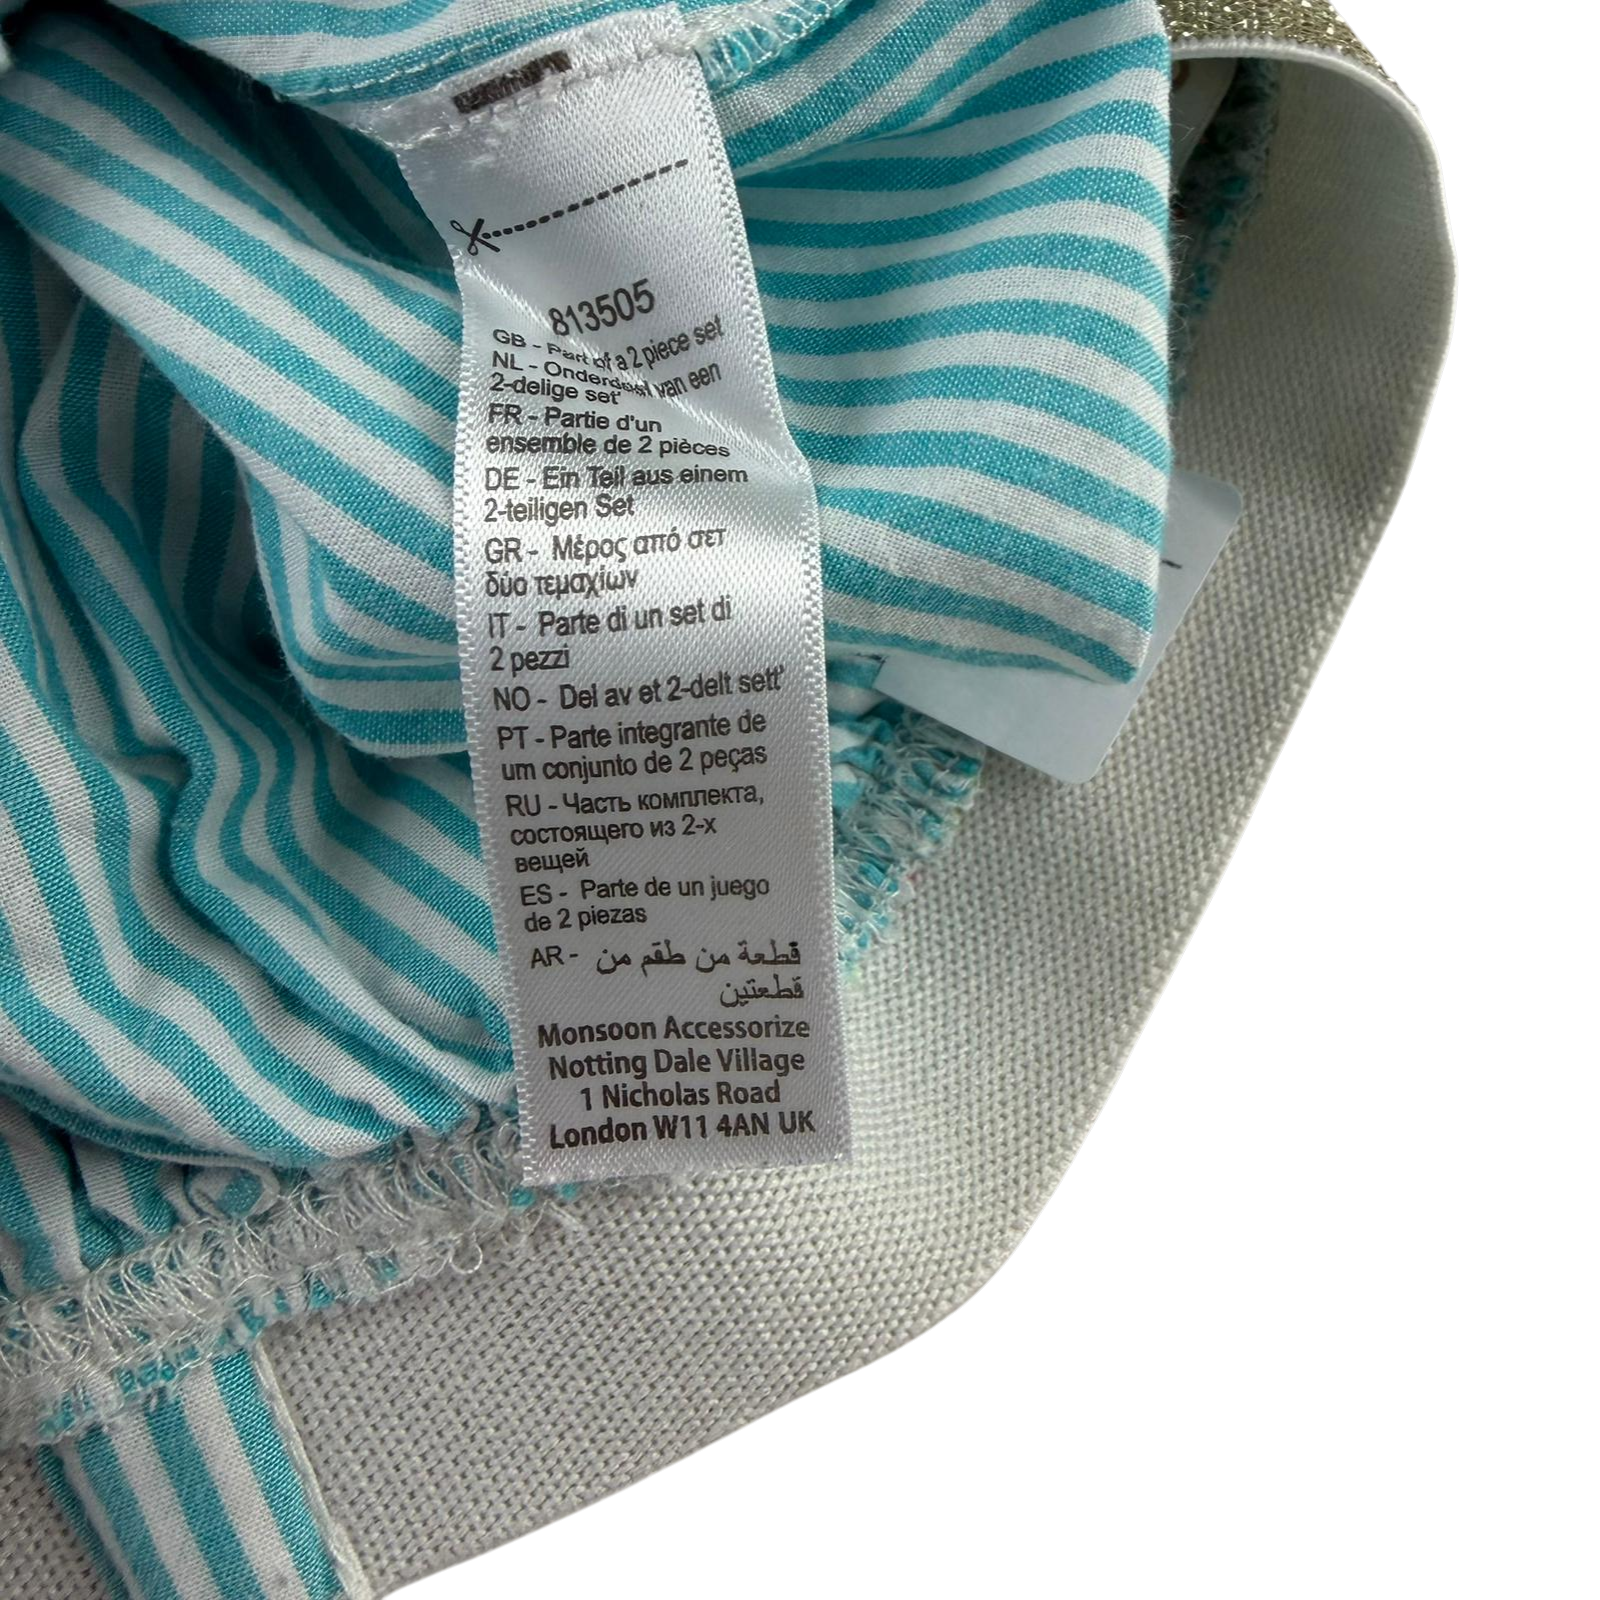 813505
GB - Part of a 2 piece set
NL - Onderdeel van een
2-delige set'
FR - Partie d'un
ensemble de 2 pièces
DE - Ein Teil aus einem
2-teiligen Set
GR - Μέρος από σετ
δύο τεμαχίων
IT - Parte di un set di
2 pezzi
NO - Del av et 2-delt sett'
PT - Parte integrante de
um conjunto de 2 peças
RU - Часть комплекта,
состоящего из 2-х
вещей
ES - Parte de un juego
de 2 piezas
AR - قطعة من طقم من
قطعتين
Monsoon Accessorize
Notting Dale Village
1 Nicholas Road
London W11 4AN UK